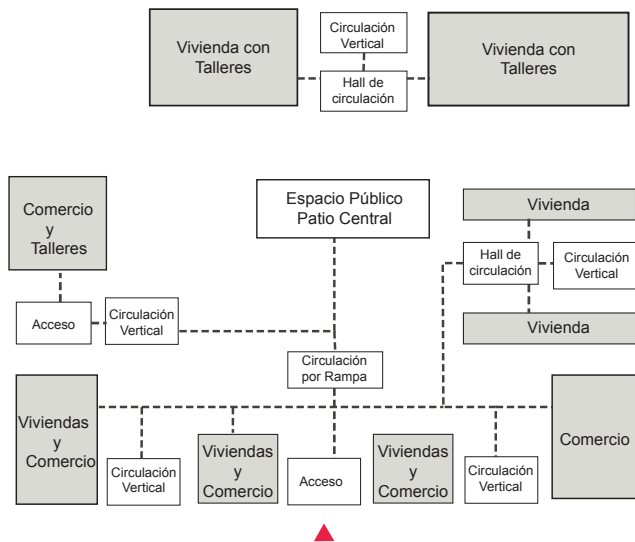 Vivienda con
Talleres
Circulación
Vertical
Hall de
circulación
Vivienda con
Talleres
Comercio
y
Talleres
Espacio Público
Patio Central
Vivienda
Hall de
circulación
Circulación
Vertical
Vivienda
Acceso
Circulación
Vertical
Circulación
por Rampa
Viviendas
y
Comercio
Circulación
Vertical
Viviendas
y
Comercio
Acceso
Viviendas
y
Comercio
Circulación
Vertical
Comercio